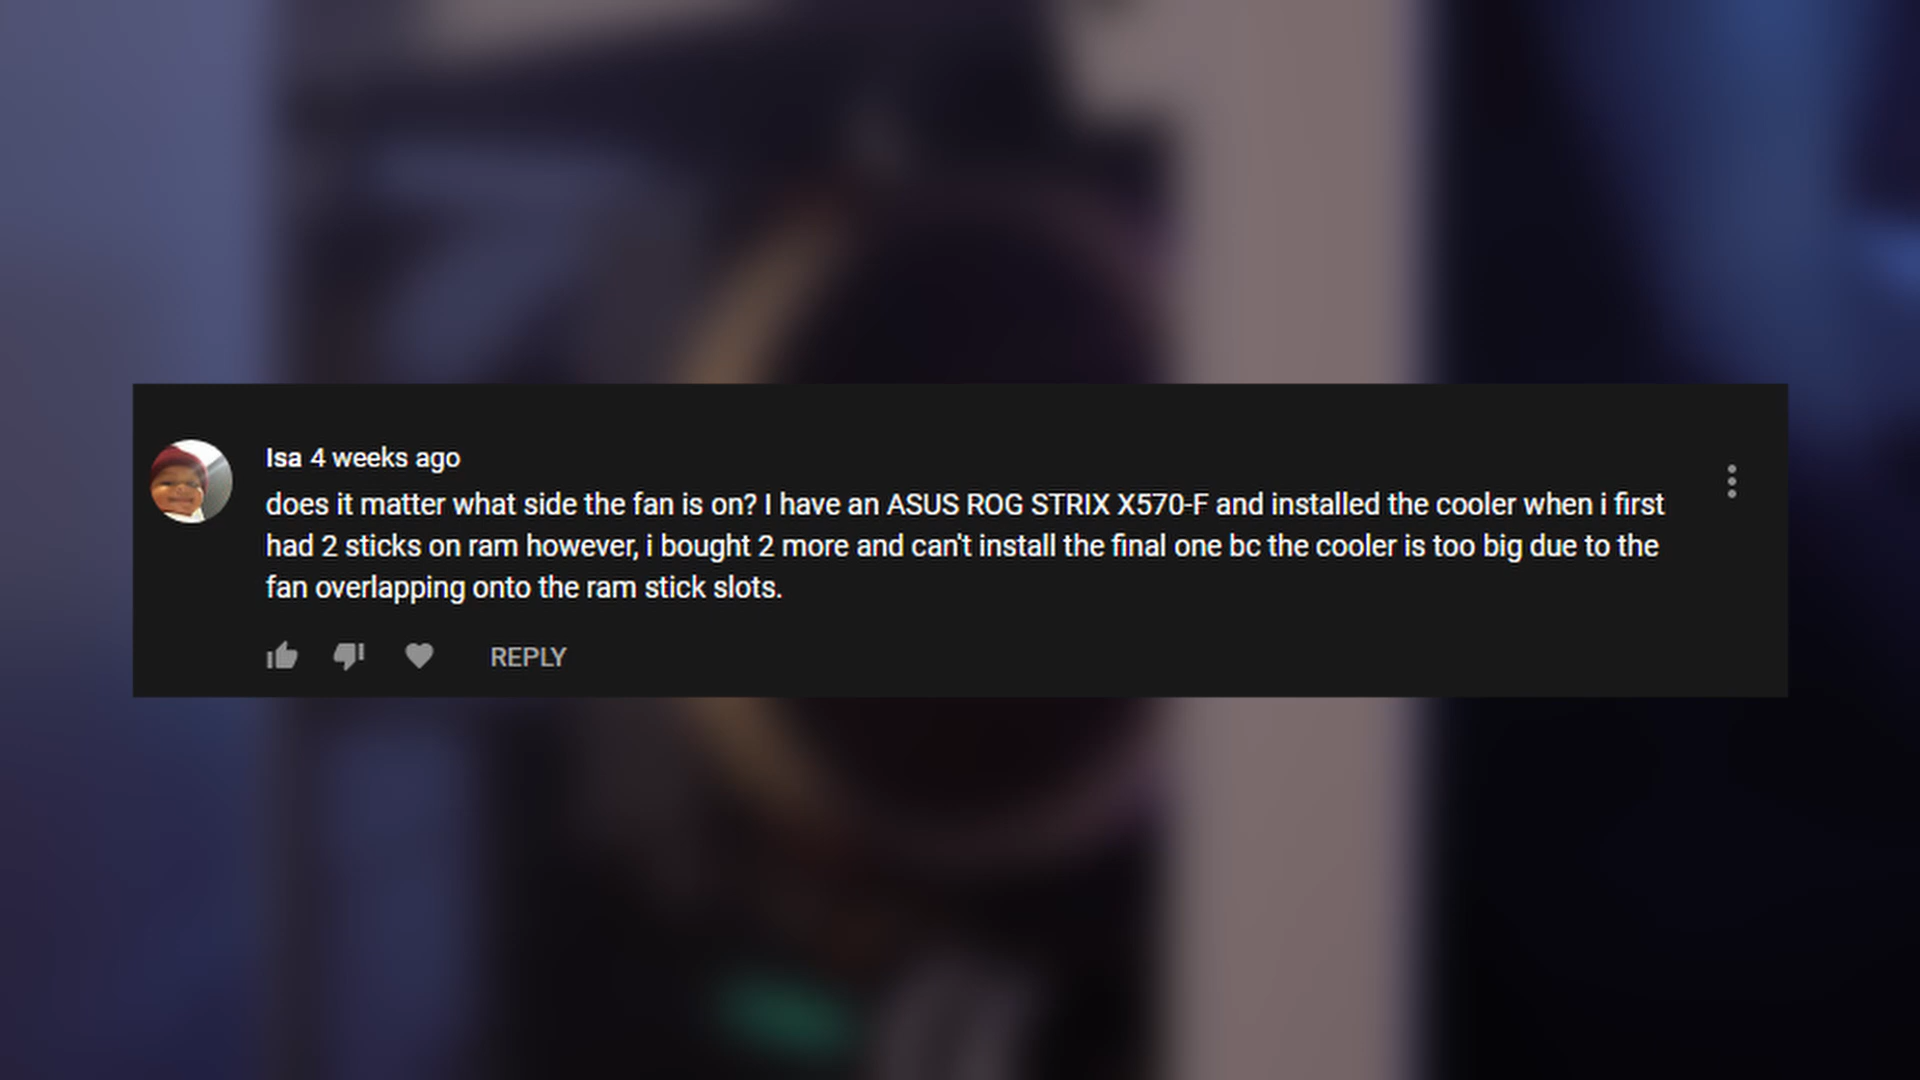 Isa 4 weeks ago
does it matter what side the fan is on? I have an ASUS ROG STRIX X570-F and installed the cooler when i first
had 2 sticks on ram however, i bought 2 more and can't install the final one bc the cooler is too big due to the
fan overlapping onto the ram stick slots.
REPLY